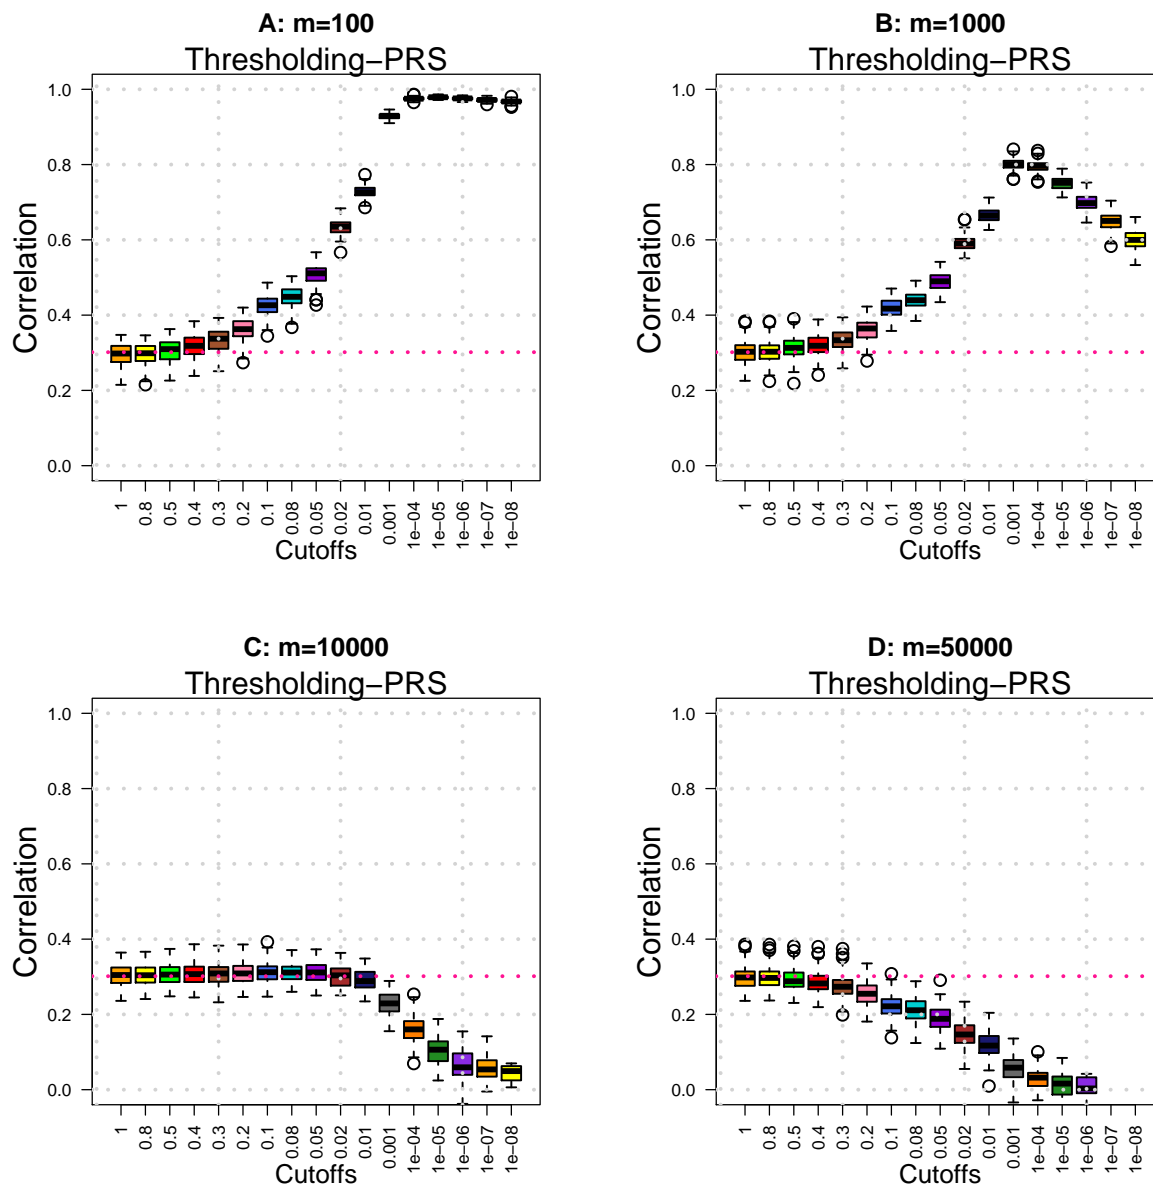 A: m=100
Thresholding−PRS
Correlation
1.0
0.8
0.6
0.4
0.2
0.0
1
0.8
0.5
0.4
0.3
0.2
0.1
0.08
0.05
0.02
0.01
0.001
1e−04
1e−05
1e−06
1e−07
1e−08
Cutoffs
B: m=1000
Thresholding−PRS
Correlation
1.0
0.8
0.6
0.4
0.2
0.0
1
0.8
0.5
0.4
0.3
0.2
0.1
0.08
0.05
0.02
0.01
0.001
1e−04
1e−05
1e−06
1e−07
1e−08
Cutoffs
C: m=10000
Thresholding−PRS
Correlation
1.0
0.8
0.6
0.4
0.2
0.0
1
0.8
0.5
0.4
0.3
0.2
0.1
0.08
0.05
0.02
0.01
0.001
1e−04
1e−05
1e−06
1e−07
1e−08
Cutoffs
D: m=50000
Thresholding−PRS
Correlation
1.0
0.8
0.6
0.4
0.2
0.0
1
0.8
0.5
0.4
0.3
0.2
0.1
0.08
0.05
0.02
0.01
0.001
1e−04
1e−05
1e−06
1e−07
1e−08
Cutoffs